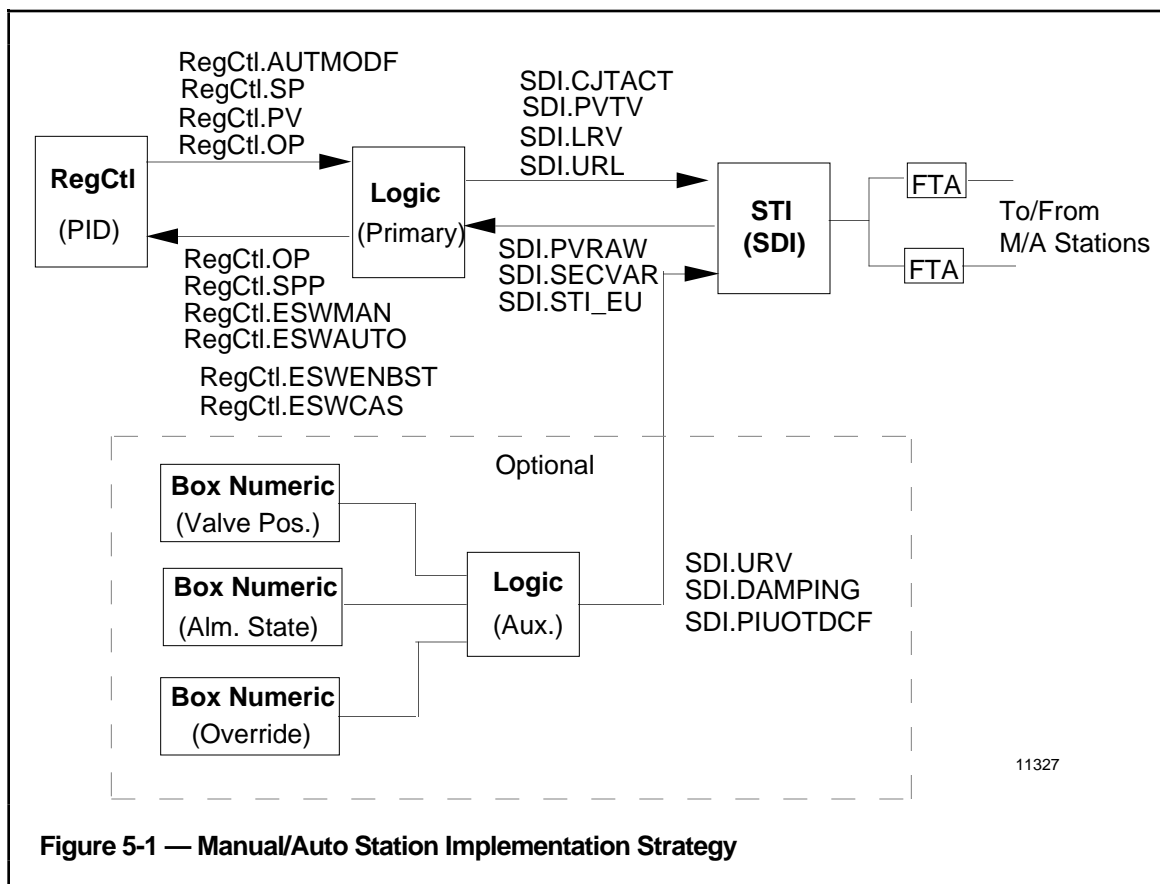 RegCtl.AUTMODF
RegCtl.SP
RegCtl.PV
RegCtl.OP
SDI.CJTACT
SDI.PVTV
SDI.LRV
SDI.URL
RegCtl
(PID)
Logic
(Primary)
STI
(SDI)
FTA
FTA
To/From
M/A Stations
RegCtl.OP
RegCtl.SPP
RegCtl.ESWMAN
RegCtl.ESWAUTO
RegCtl.ESWENBST
RegCtl.ESWCAS
SDI.PVRAW
SDI.SECVAR
SDI.STI_EU
Optional
Box Numeric
(Valve Pos.)
Box Numeric
(Alm. State)
Box Numeric
(Override)
Logic
(Aux.)
SDI.URV
SDI.DAMPING
SDI.PIUOTDCF
11327
Figure 5-1 — Manual/Auto Station Implementation Strategy